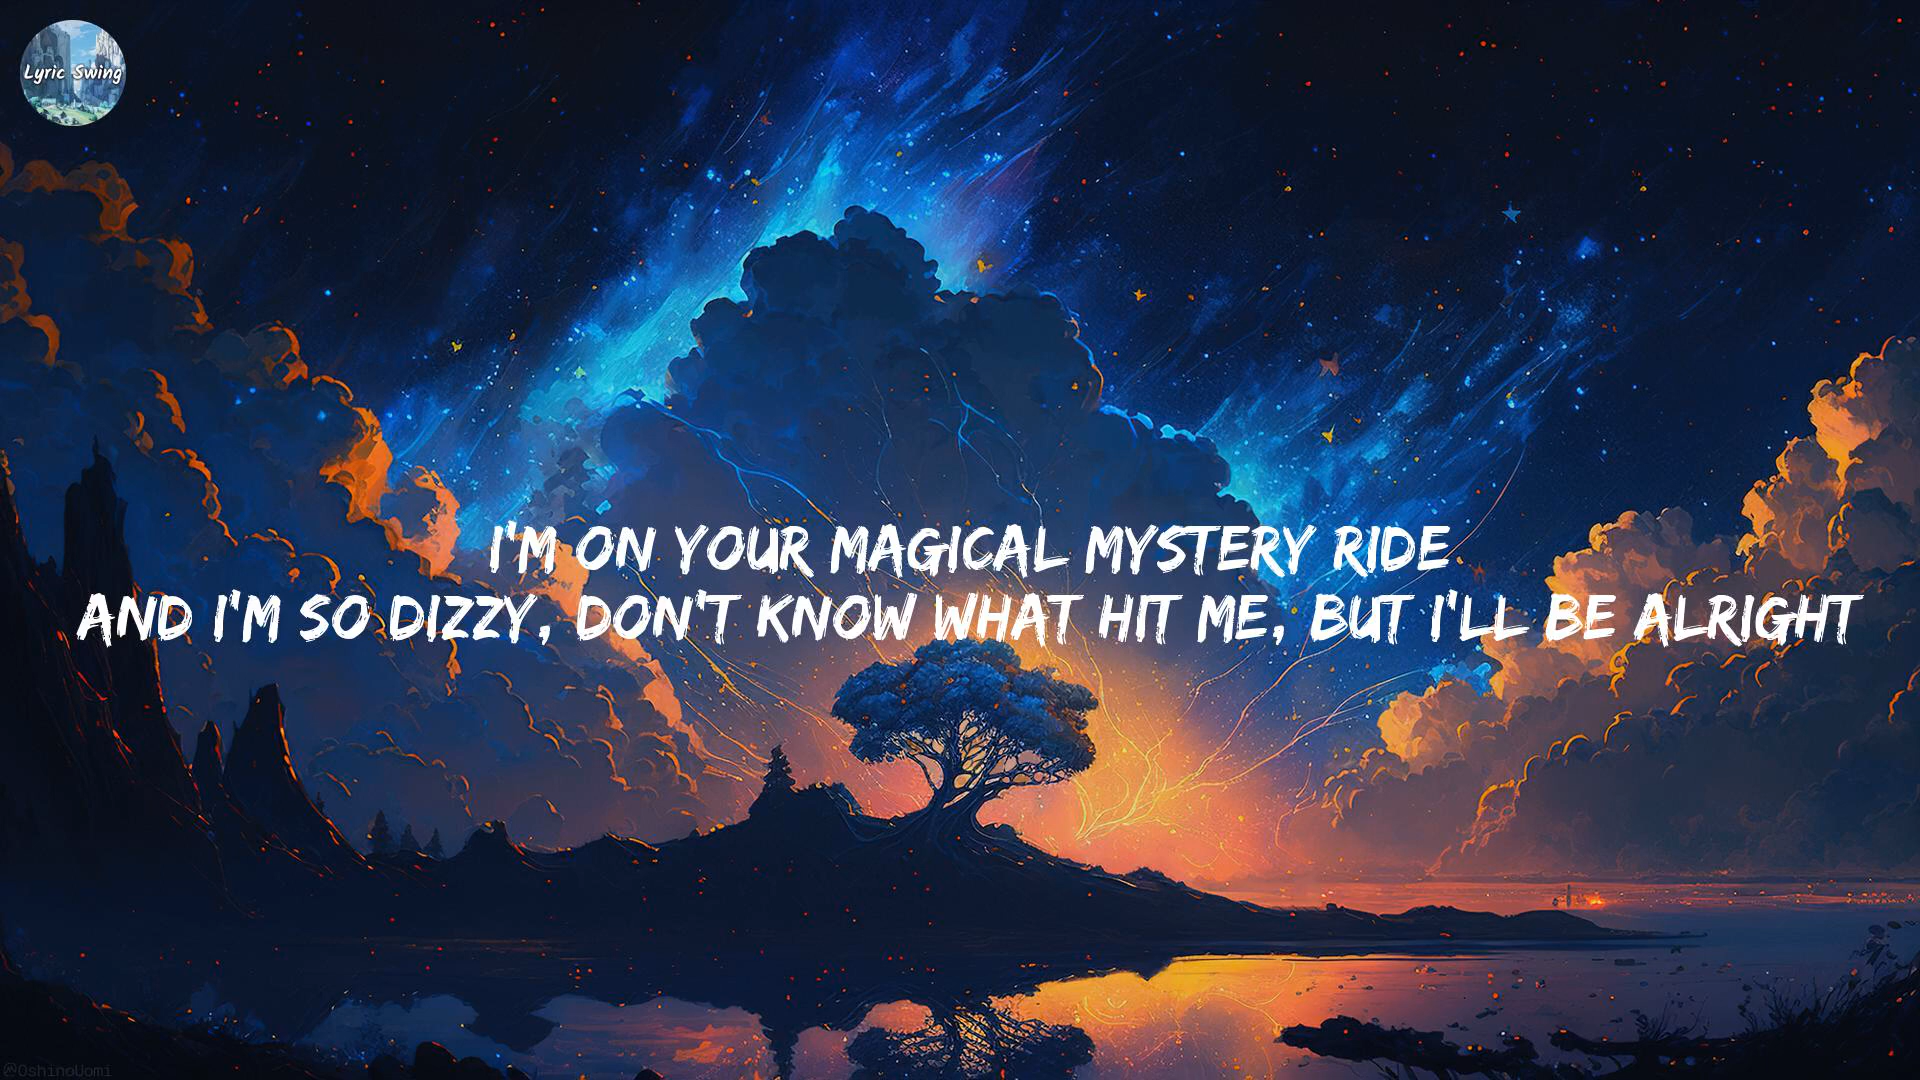 Lyric Swing
I'M ON YOUR MAGICAL MYSTERY RIDE
AND I'M SO DIZZY, DON'T KNOW WHAT HIT ME, BUT I'LL BE ALRIGHT
@OshinoUomi